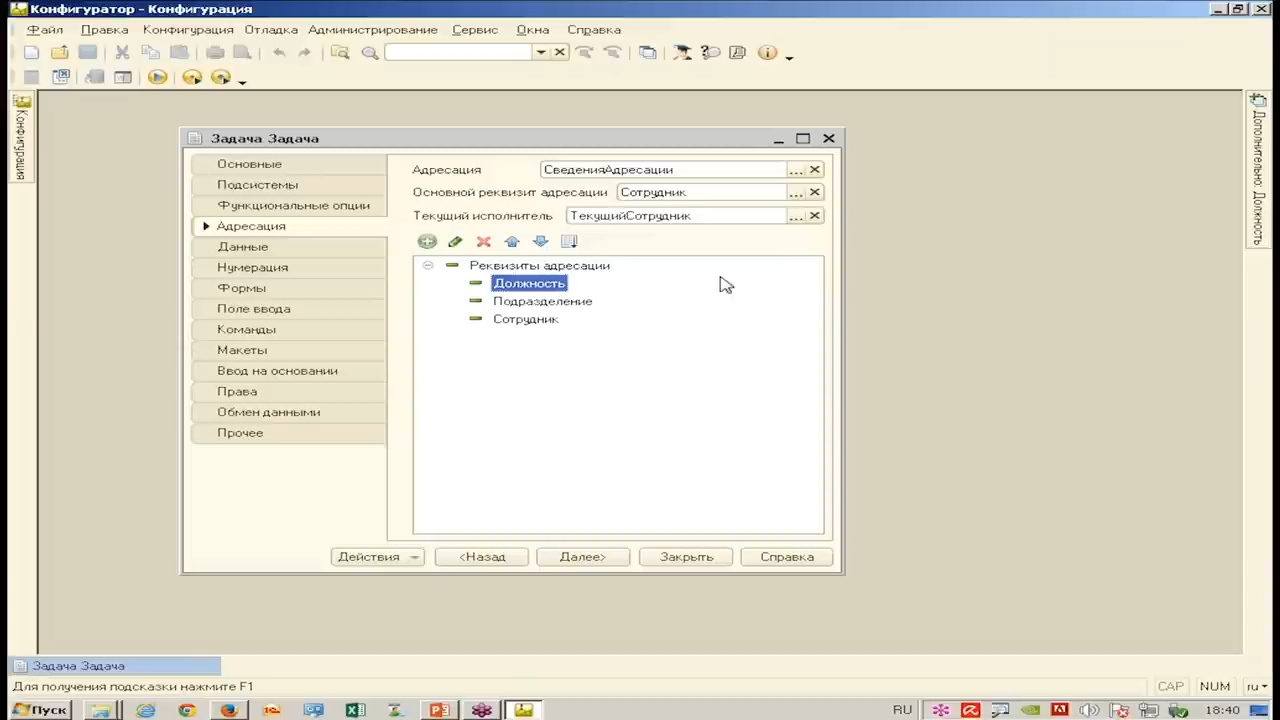 Конфигуратор - Конфигурация
Файл Правка Конфигурация Отладка Администрирование Сервис Окна Справка
Конфигурация
Дополнительно: Должность
Задача Задача
Основные
Подсистемы
Функциональные опции
Адресация
Данные
Нумерация
Формы
Поле ввода
Команды
Макеты
Ввод на основании
Права
Обмен данными
Прочее
Адресация СведенияАдресации ...
Основной реквизит адресации Сотрудник ...
Текущий исполнитель ТекущийСотрудник ...
Реквизиты адресации
Должность
Подразделение
Сотрудник
Действия <Назад Далее> Закрыть Справка
Задача Задача
Для получения подсказки нажмите F1 CAP NUM ru
Пуск RU 18:40